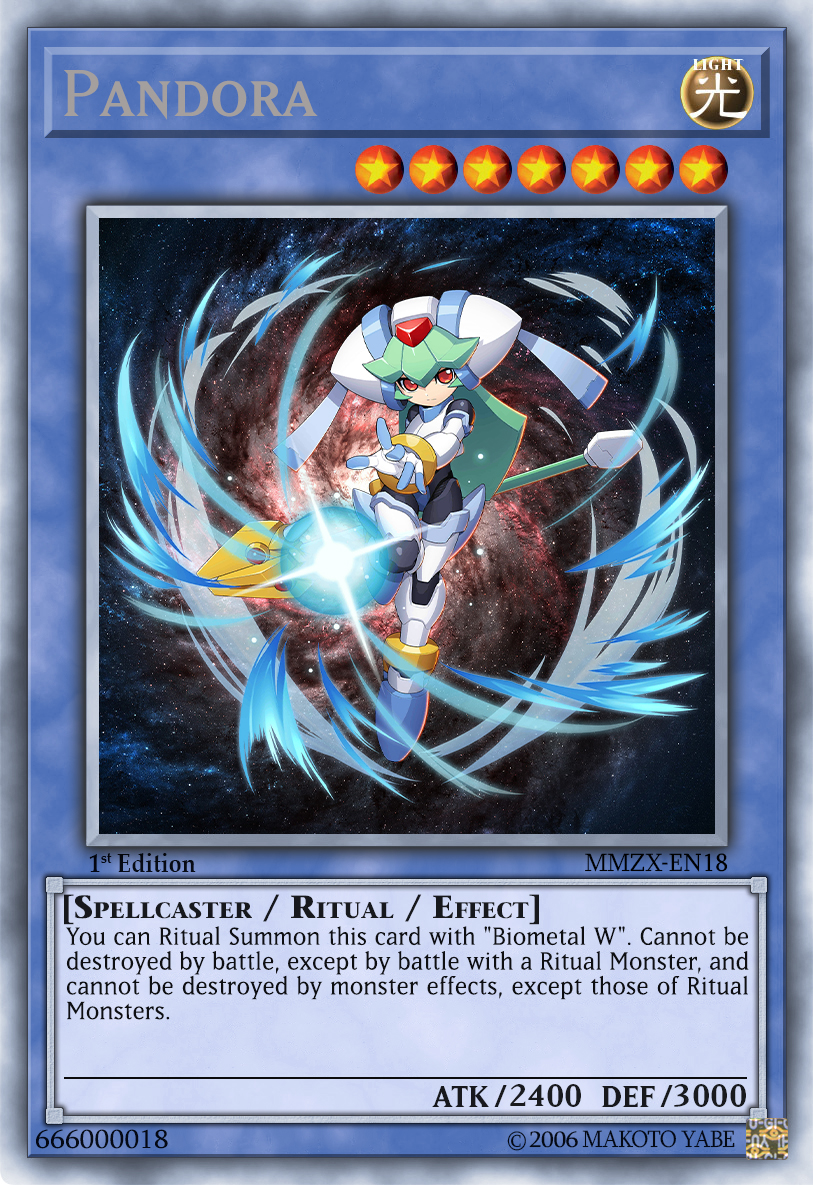 Pandora
LIGHT
光
1st Edition
MMZX-EN18
[Spellcaster / Ritual / Effect]
You can Ritual Summon this card with "Biometal W". Cannot be
destroyed by battle, except by battle with a Ritual Monster, and
cannot be destroyed by monster effects, except those of Ritual
Monsters.
ATK/2400 DEF/3000
666000018
©2006 MAKOTO YABE